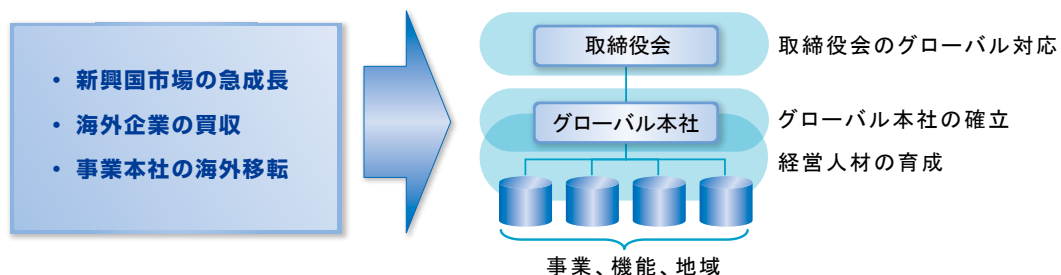 ・ 新興国市場の急成長
・ 海外企業の買収
・ 事業本社の海外移転
取締役会
取締役会のグローバル対応
グローバル本社
グローバル本社の確立
経営人材の育成
事業、機能、地域